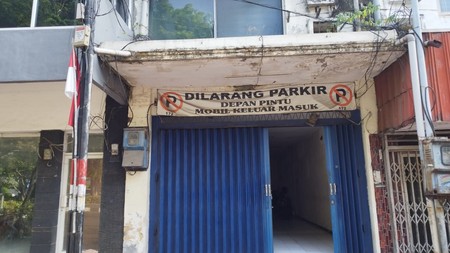 DILARANG PARKIR
DEPAN PINTU
MOBIL KELUAR MASUK